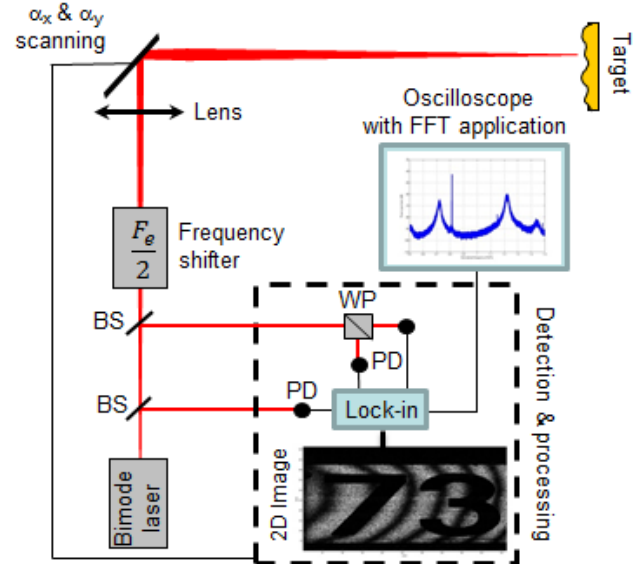 αx & αy
scanning
Target
Lens
Oscilloscope
with FFT application
Fe
2
Frequency
shifter
BS
WP
PD
BS
PD
Lock-in
Detection & processing
2D Image
73
Bimode
laser